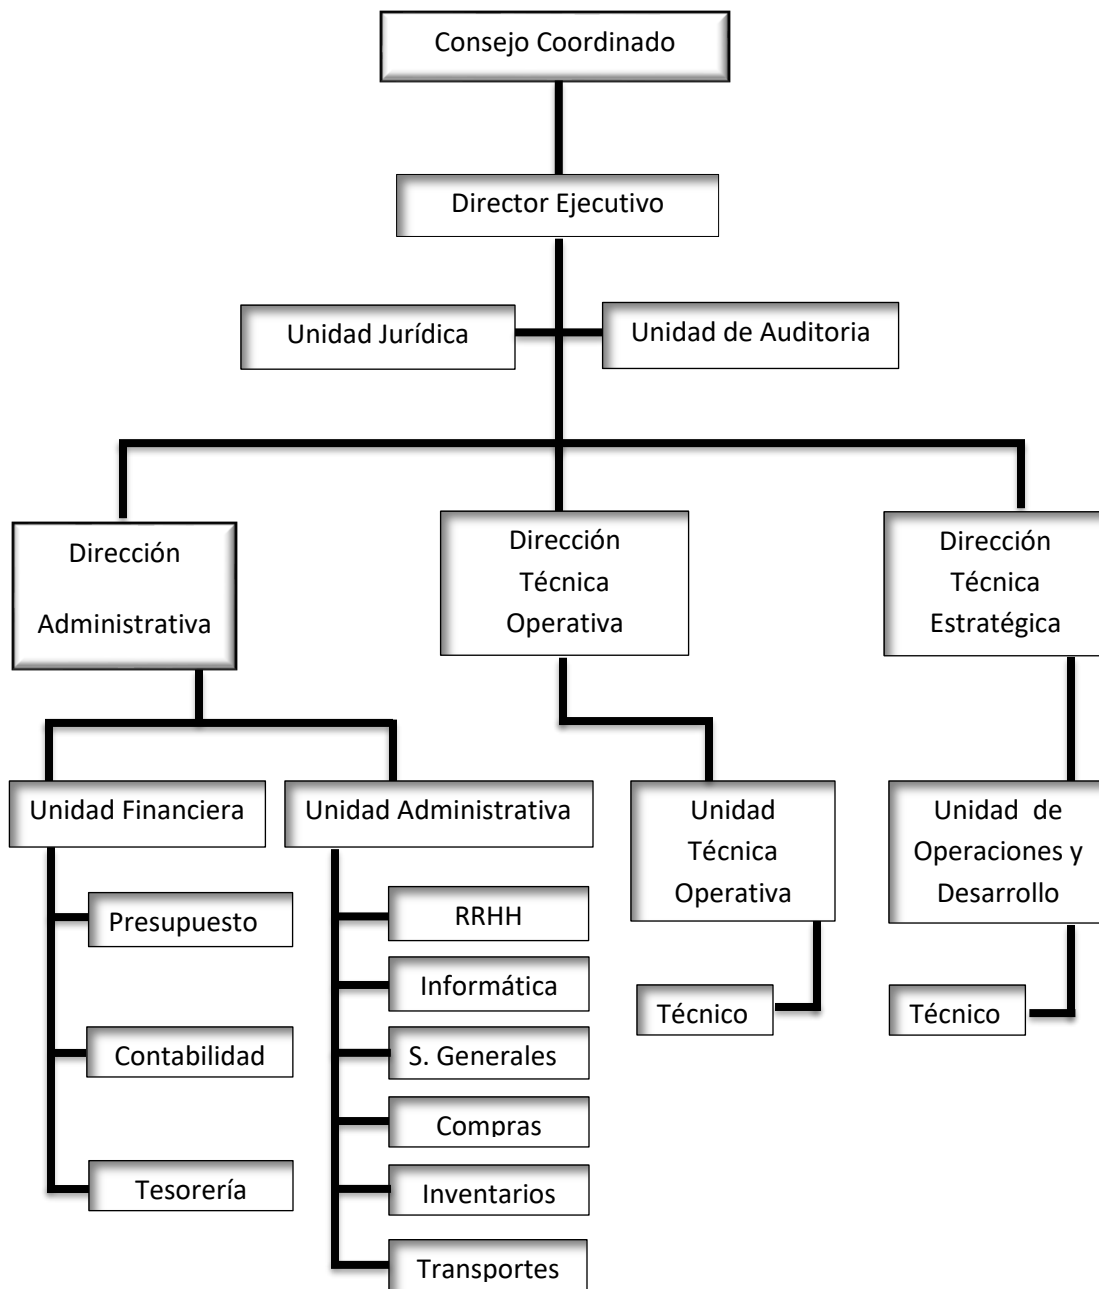 Consejo Coordinado
Director Ejecutivo
Unidad Jurídica
Unidad de Auditoria
Dirección
Administrativa
Dirección
Técnica
Operativa
Dirección
Técnica
Estratégica
Unidad Financiera
Unidad Administrativa
Unidad
Técnica
Operativa
Unidad de
Operaciones y
Desarrollo
Presupuesto
Contabilidad
Tesorería
RRHH
Informática
S. Generales
Compras
Inventarios
Transportes
Técnico
Técnico